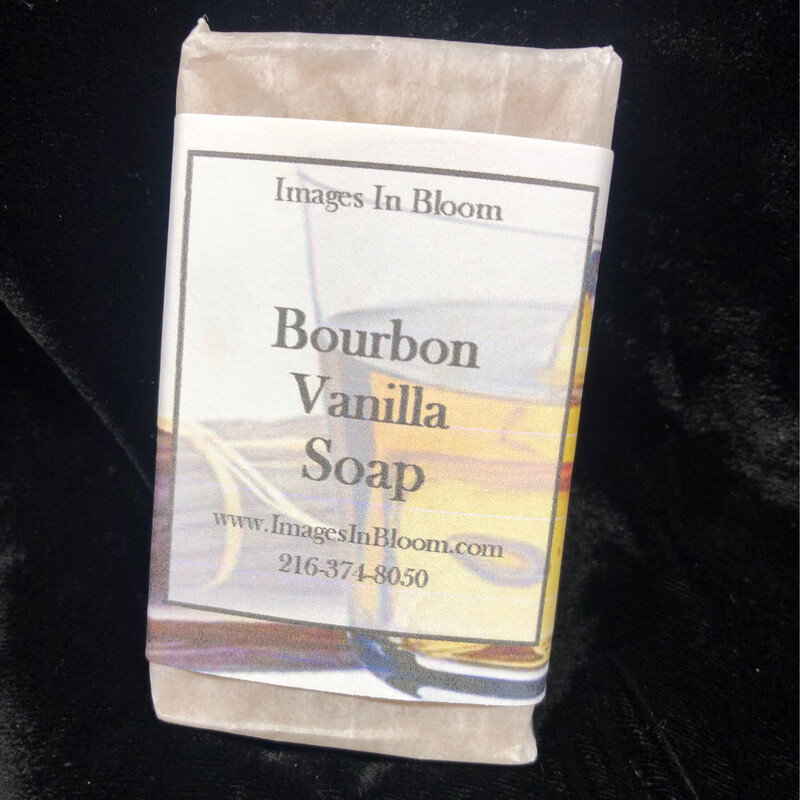 Images In Bloom
Bourbon
Vanilla
Soap
www.ImagesInBloom.com
216-374-8050